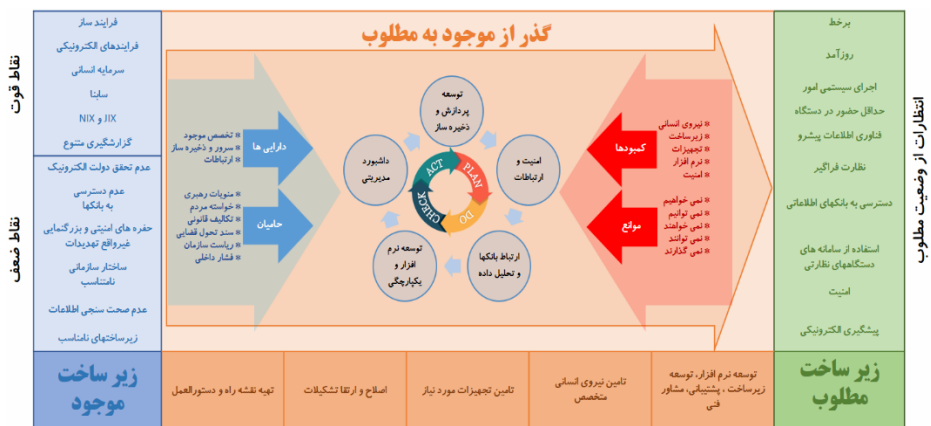 گذر از موجود به مطلوب
نقاط قوت
فرایند ساز
فرایندهای الکترونیکی
سرمایه انسانی
ساینا
JIX و NIX
گزارشگیری متنوع
نقاط ضعف
عدم تحقق دولت الکترونیک
عدم دسترسی
به بانکها
حفره های امنیتی و بزرگنمایی
غیرواقع تهدیدات
ساختار سازمانی
نامتناسب
عدم صحت سنجی اطلاعات
زیرساختهای نامناسب
زیر ساخت
موجود
دارایی ها
* تخصص موجود
* سرور و ذخیره ساز
* ارتباطات
حامیان
* منویات رهبری
* خواسته مردم
* تکالیف قانونی
* سند تحول قضایی
* ریاست سازمان
* فشار داخلی
توسعه
پردازش و
ذخیره ساز
امنیت و
ارتباطات
ارتباط بانکها
و تحلیل داده
توسعه نرم
افزار و
یکپارچگی
داشبورد
مدیریتی
PLAN
DO
CHECK
ACT
کمبودها
* نیروی انسانی
* زیرساخت
* تجهیزات
* نرم افزار
* امنیت
موانع
* نمی خواهیم
* نمی توانیم
* نمی خواهند
* نمی توانند
* نمی گذارند
انتظارات از وضعیت مطلوب
برخط
روزآمد
اجرای سیستمی امور
حداقل حضور در دستگاه
فناوری اطلاعات پیشرو
نظارت فراگیر
دسترسی به بانکهای اطلاعاتی
استفاده از سامانه های
دستگاههای نظارتی
امنیت
پیشگیری الکترونیکی
زیر ساخت
مطلوب
توسعه نرم افزار، توسعه
زیرساخت ، پشتیبانی، مشاور
فنی
تامین نیروی انسانی
متخصص
تامین تجهیزات مورد نیاز
اصلاح و ارتقا تشکیلات
تهیه نقشه راه و دستورالعمل